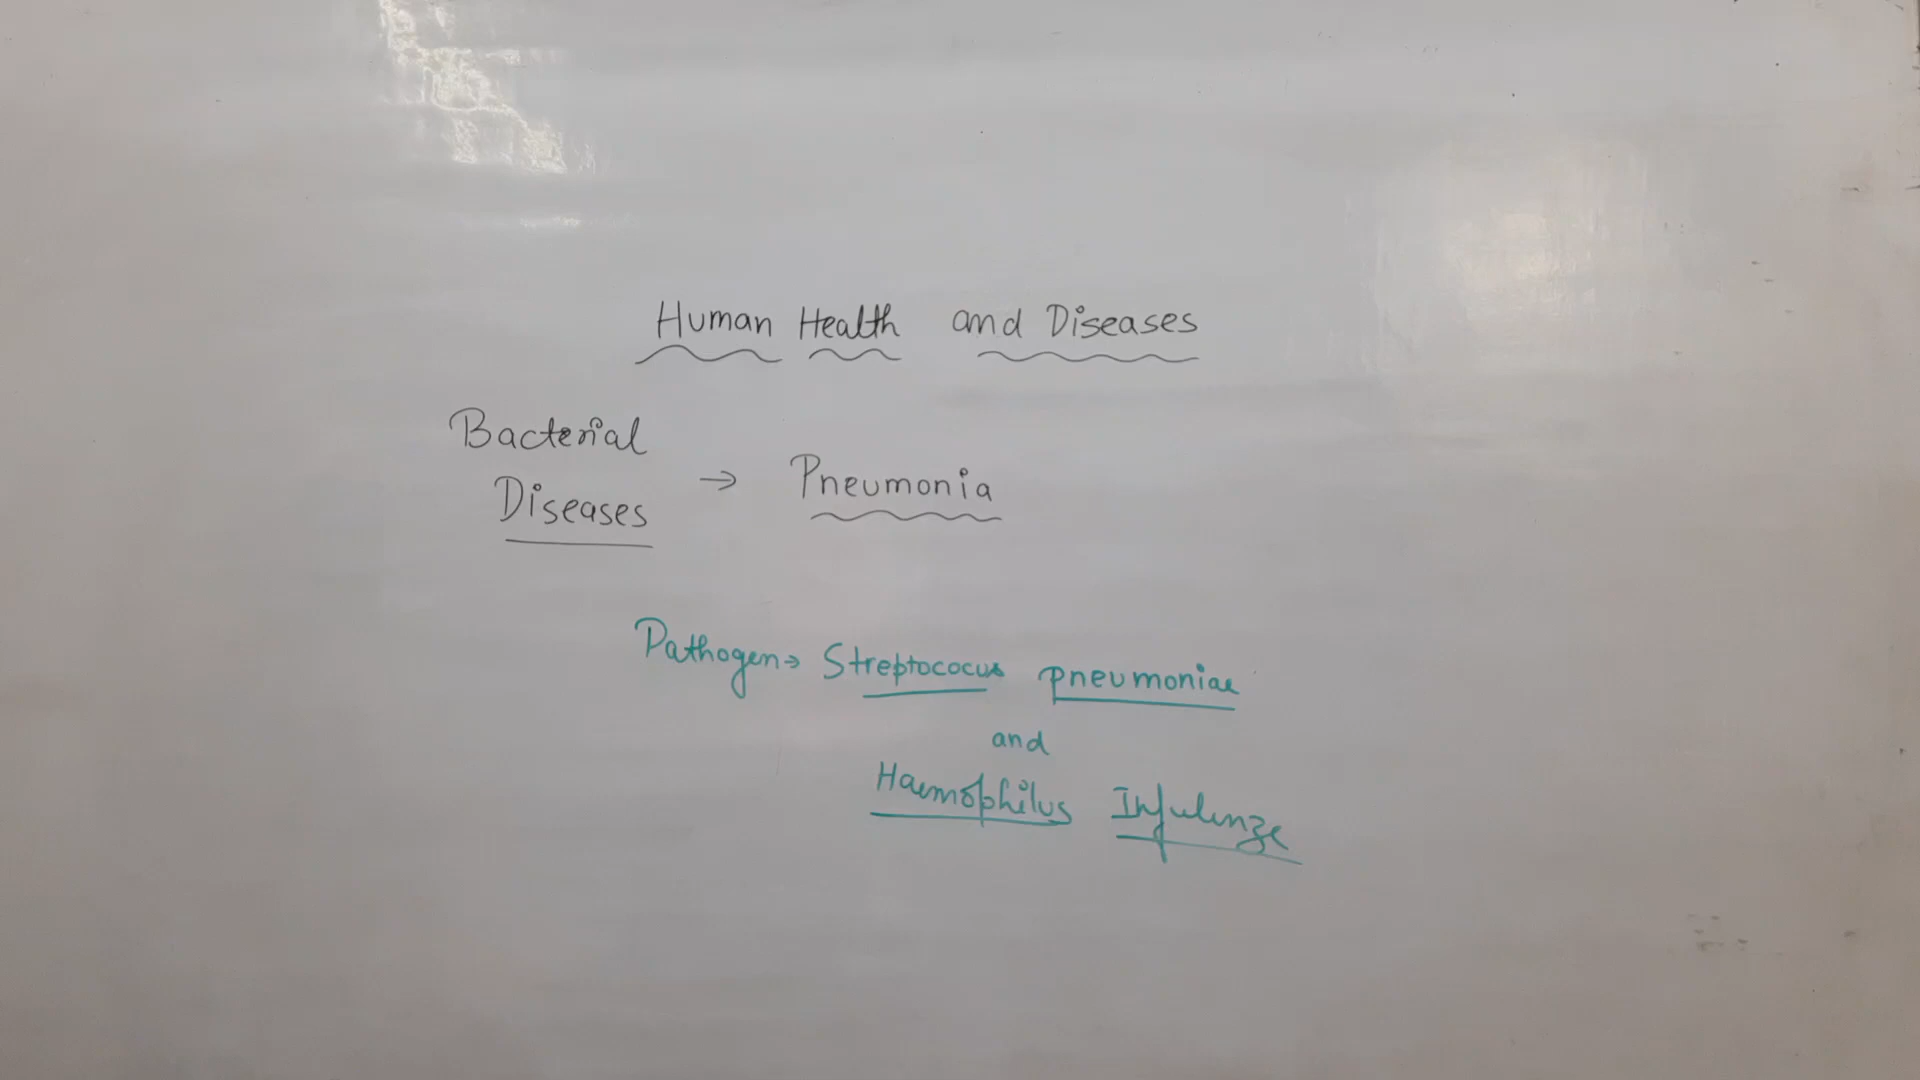 Human Health and Diseases
Bacterial
Diseases → Pneumonia
Pathogen → Streptococus pneumoniae
and
Haemophilus Infulenze